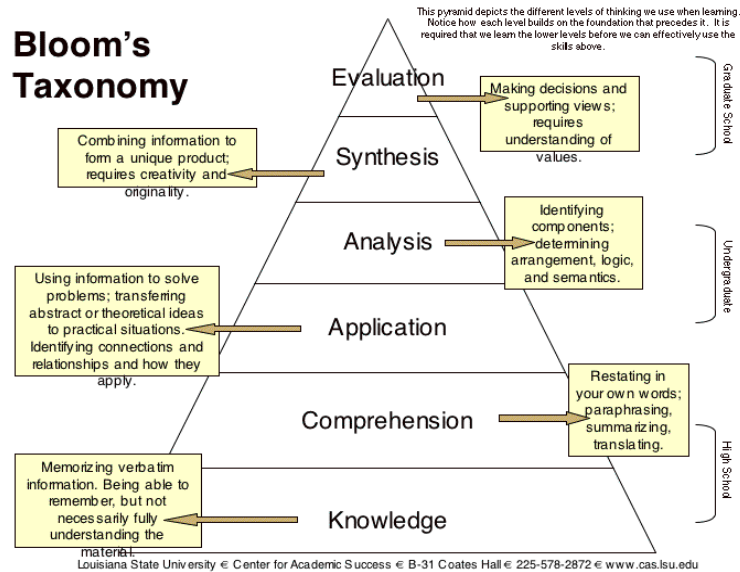 This pyramid depicts the different levels of thinking we use when learning.
Notice how each level builds on the foundation that precedes it. It is
required that we learn the lower levels before we can effectively use the
skills above.
Bloom's
Taxonomy
Evaluation
Making decisions and
supporting views;
requires
understanding of
values.
Graduate School
Combining information to
form a unique product;
requires creativity and
originality.
Synthesis
Analysis
Identifying
components;
determining
arrangement, logic,
and semantics.
Undergraduate
Using information to solve
problems; transferring
abstract or theoretical ideas
to practical situations.
Identifying connections and
relationships and how they
apply.
Application
Comprehension
Restating in
your own words;
paraphrasing,
summarizing,
translating.
High School
Memorizing verbatim
information. Being able to
remember, but not
necessarily fully
understanding the
material.
Knowledge
Louisiana State University € Center for Academic Success € B-31 Coates Hall € 225-578-2872 € www.cas.lsu.edu